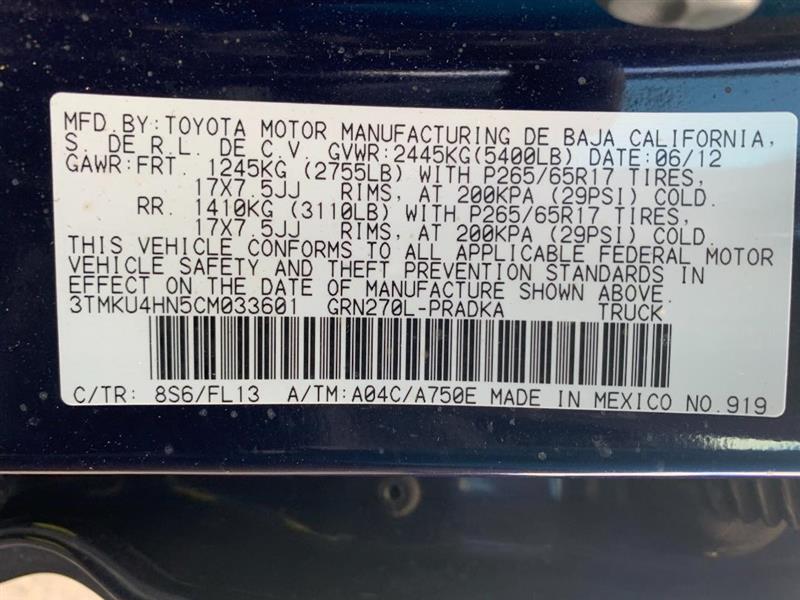 MFD.BY:TOYOTA MOTOR MANUFACTURING DE BAJA CALIFORNIA,
S. DE R.L. DE C.V. GVWR:2445KG(5400LB) DATE:06/12
GAWR:FRT. 1245KG (2755LB) WITH P265/65R17 TIRES,
17X7.5JJ RIMS, AT 200KPA (29PSI) COLD.
RR. 1410KG (3110LB) WITH P265/65R17 TIRES,
17X7.5JJ RIMS, AT 200KPA (29PSI) COLD.
THIS VEHICLE CONFORMS TO ALL APPLICABLE FEDERAL MOTOR
VEHICLE SAFETY AND THEFT PREVENTION STANDARDS IN
EFFECT ON THE DATE OF MANUFACTURE SHOWN ABOVE.
3TMKU4HN5CM033601 GRN270L-PRADKA TRUCK
C/TR: 8S6/FL13 A/TM:A04C/A750E MADE IN MEXICO NO.919